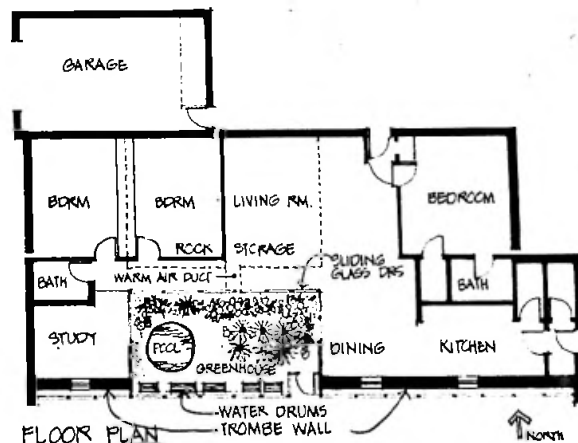 GARAGE
BDRM
BDRM
LIVING RM.
BEDROOM
ROCK
STORAGE
SLIDING
GLASS DRS
BATH
WARM AIR DUCT
BATH
STUDY
POOL
GREENHOUSE
DINING
KITCHEN
WATER DRUMS
TROMBE WALL
FLOOR PLAN
NORTH